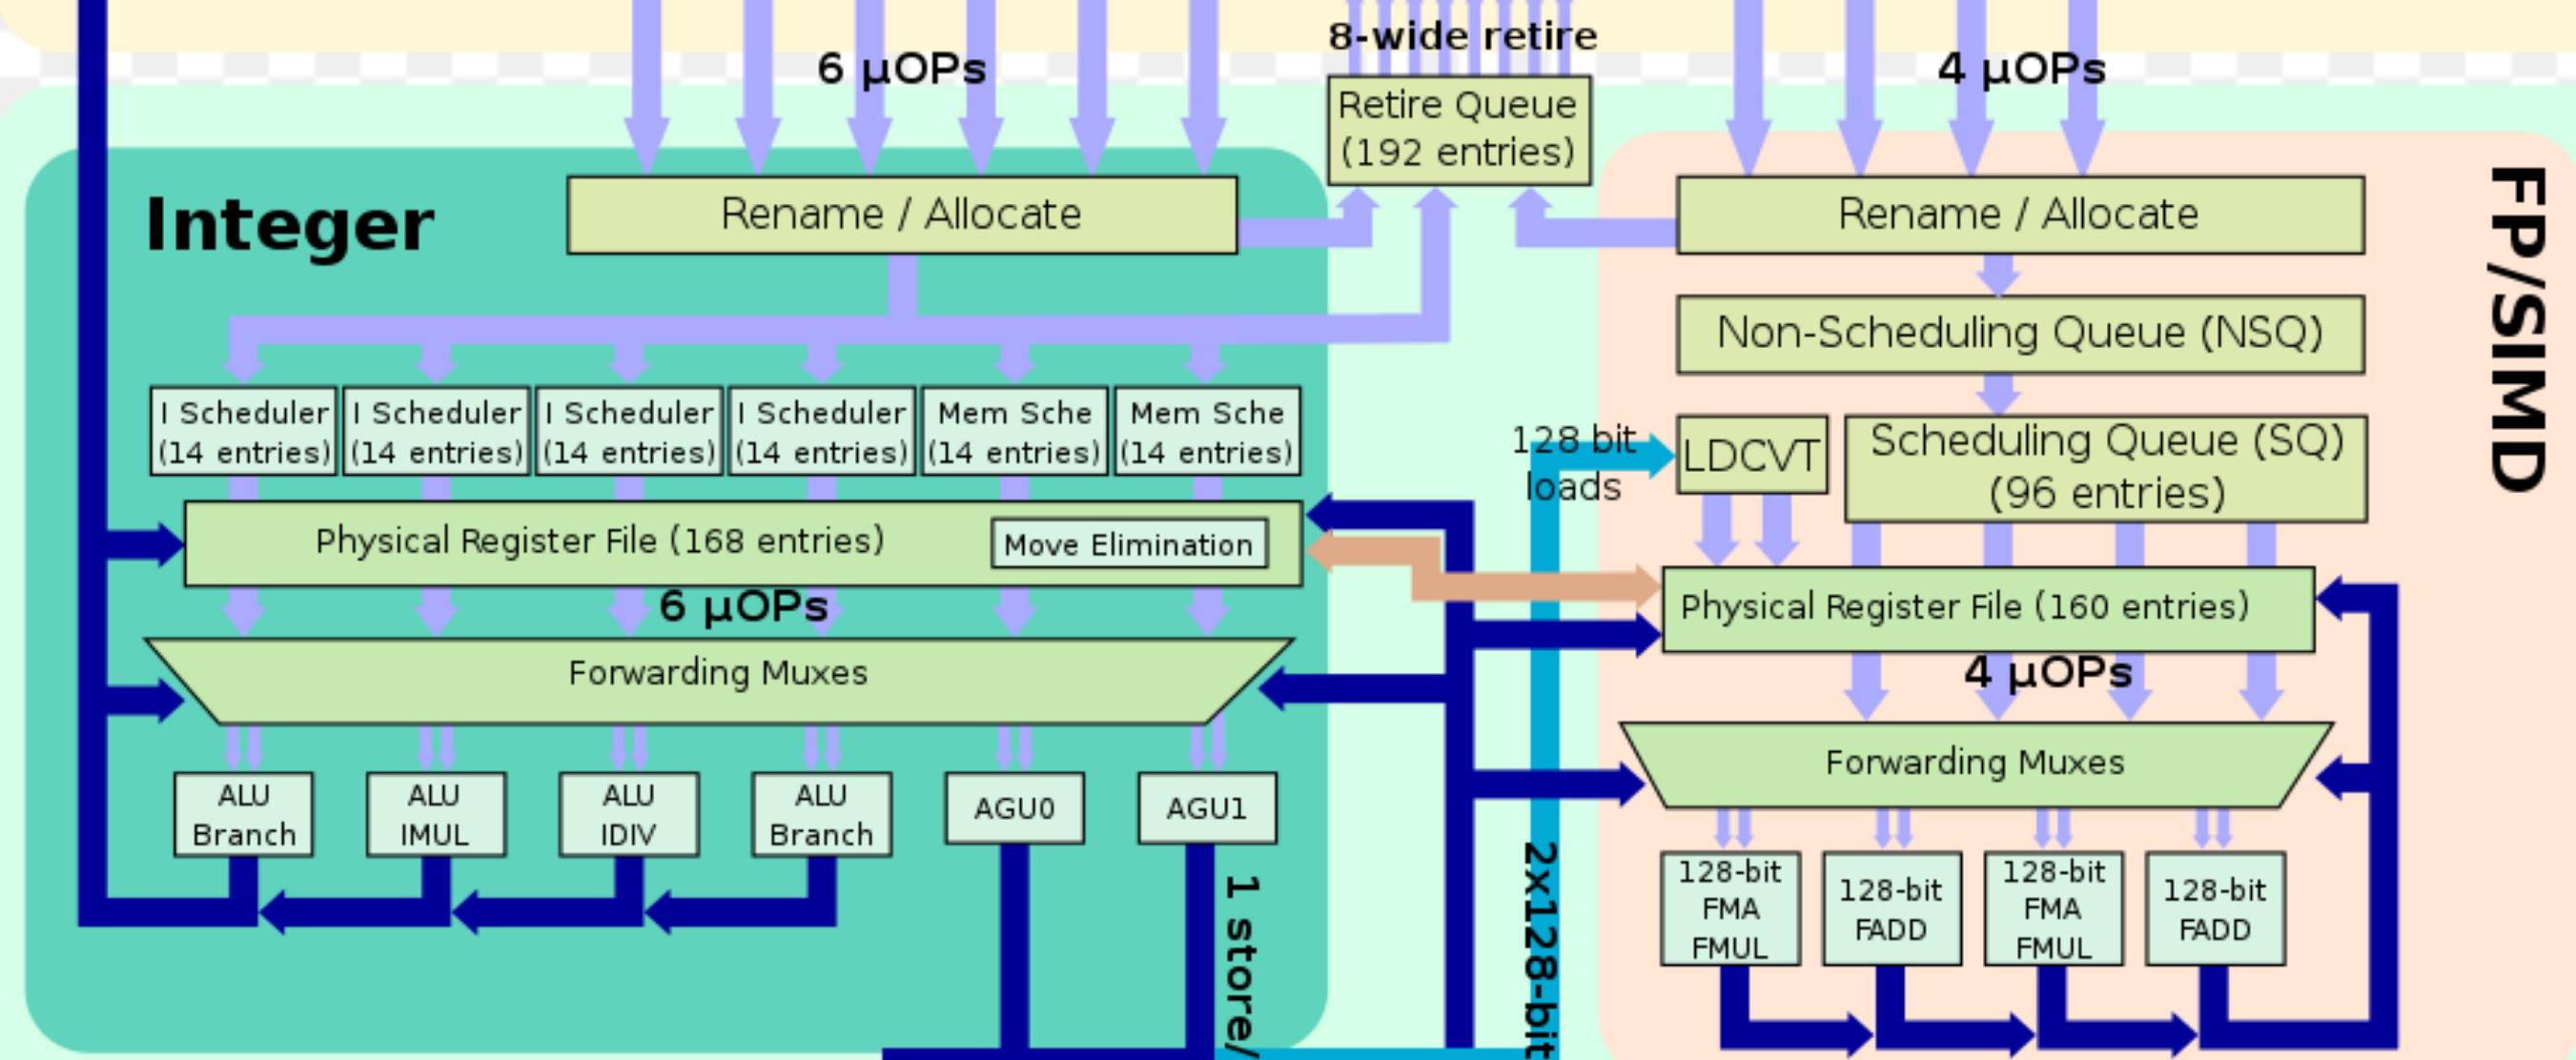 8-wide retire
6 µOPs
4 µOPs
Retire Queue
(192 entries)
Integer
Rename / Allocate
Rename / Allocate
FP/SIMD
Non-Scheduling Queue (NSQ)
I Scheduler
(14 entries)
I Scheduler
(14 entries)
I Scheduler
(14 entries)
I Scheduler
(14 entries)
Mem Sche
(14 entries)
Mem Sche
(14 entries)
128 bit
loads
LDCVT
Scheduling Queue (SQ)
(96 entries)
Physical Register File (168 entries)
Move Elimination
Physical Register File (160 entries)
6 µOPs
4 µOPs
Forwarding Muxes
Forwarding Muxes
ALU
Branch
ALU
IMUL
ALU
IDIV
ALU
Branch
AGU0
AGU1
1 store/
2x128-bit
128-bit
FMA
FMUL
128-bit
FADD
128-bit
FMA
FMUL
128-bit
FADD